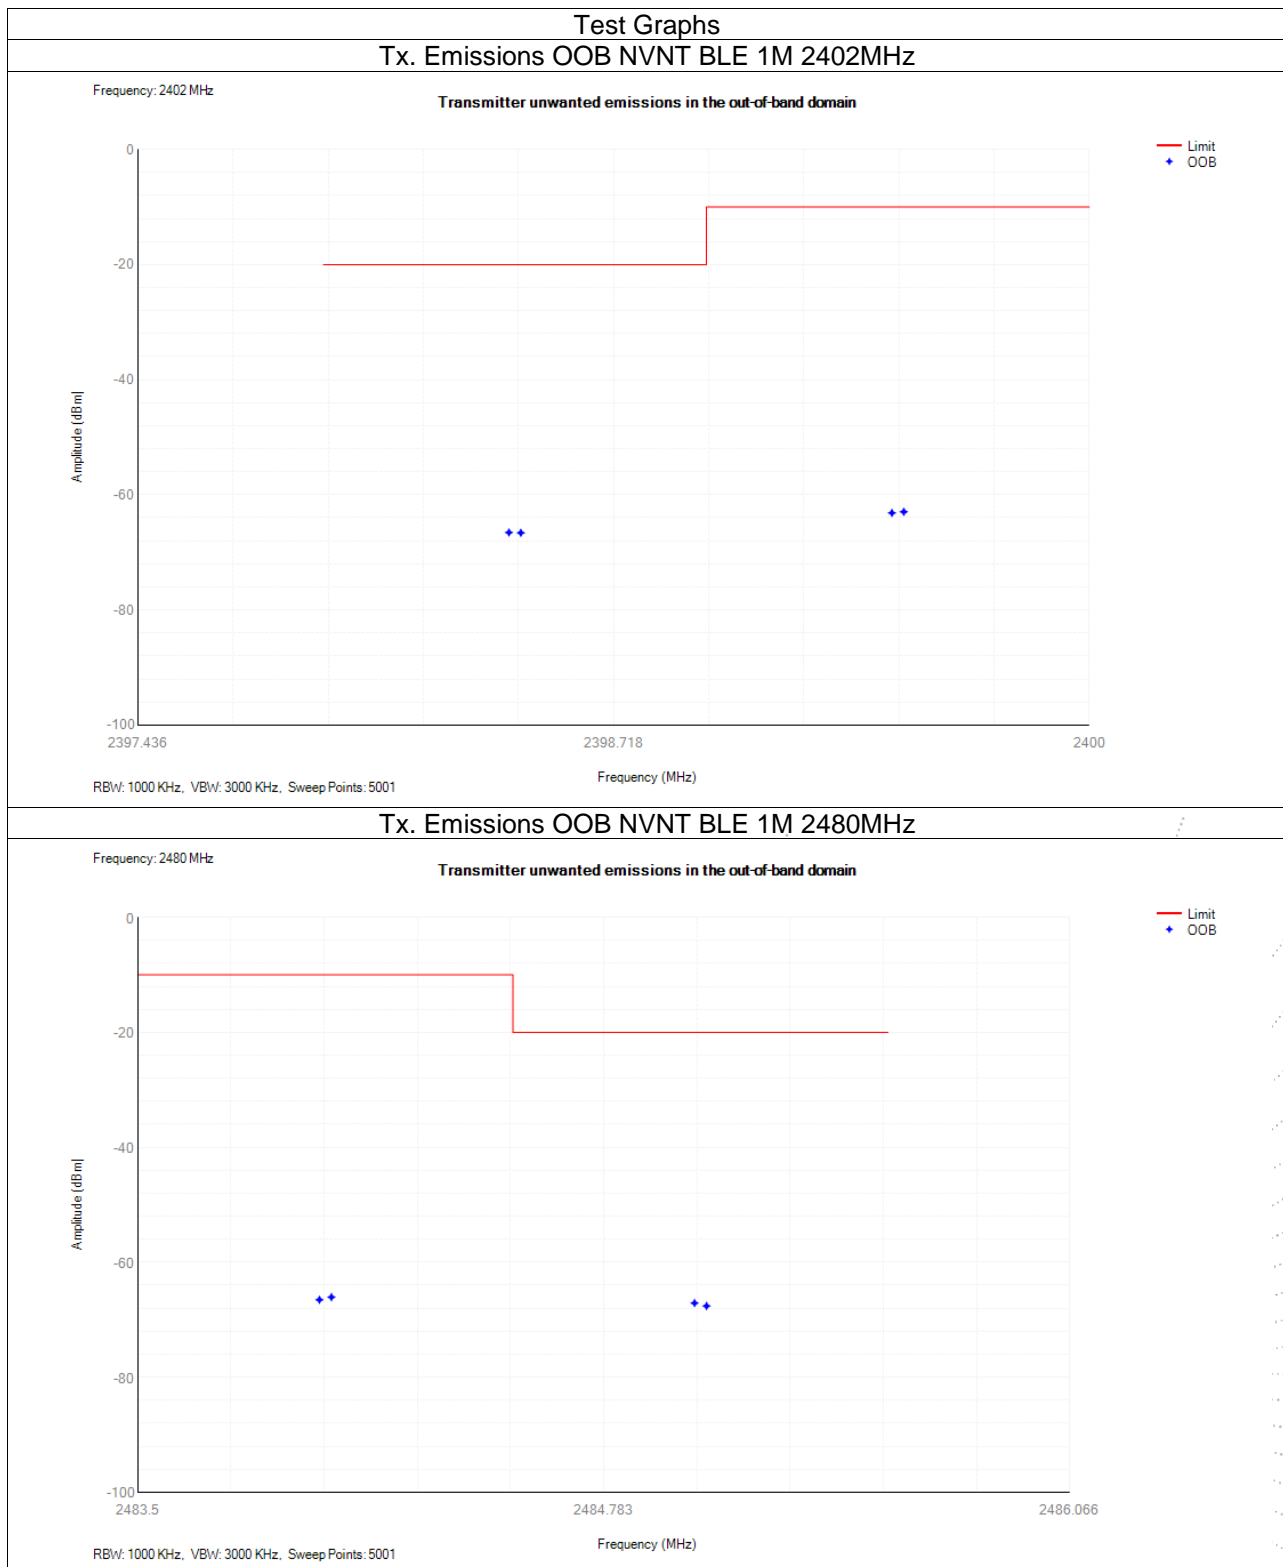 Test Graphs
Tx. Emissions OOB NVNT BLE 1M 2402MHz
Frequency: 2402 MHz
Transmitter unwanted emissions in the out-of-band domain
Limit
OOB
0
-20
-40
-60
-80
-100
Amplitude (dBm)
2397.436 2398.718 2400
Frequency (MHz)
RBW: 1000 KHz, VBW: 3000 KHz, Sweep Points: 5001
Tx. Emissions OOB NVNT BLE 1M 2480MHz
Frequency: 2480 MHz
Transmitter unwanted emissions in the out-of-band domain
Limit
OOB
0
-20
-40
-60
-80
-100
Amplitude (dBm)
2483.5 2484.783 2486.066
Frequency (MHz)
RBW: 1000 KHz, VBW: 3000 KHz, Sweep Points: 5001